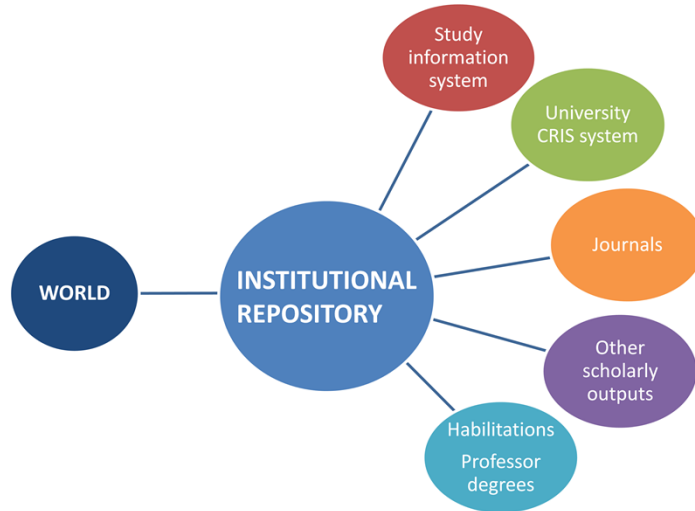 Study
information
system
University
CRIS system
Journals
WORLD
INSTITUTIONAL
REPOSITORY
Other
scholarly
outputs
Habilitations
Professor
degrees